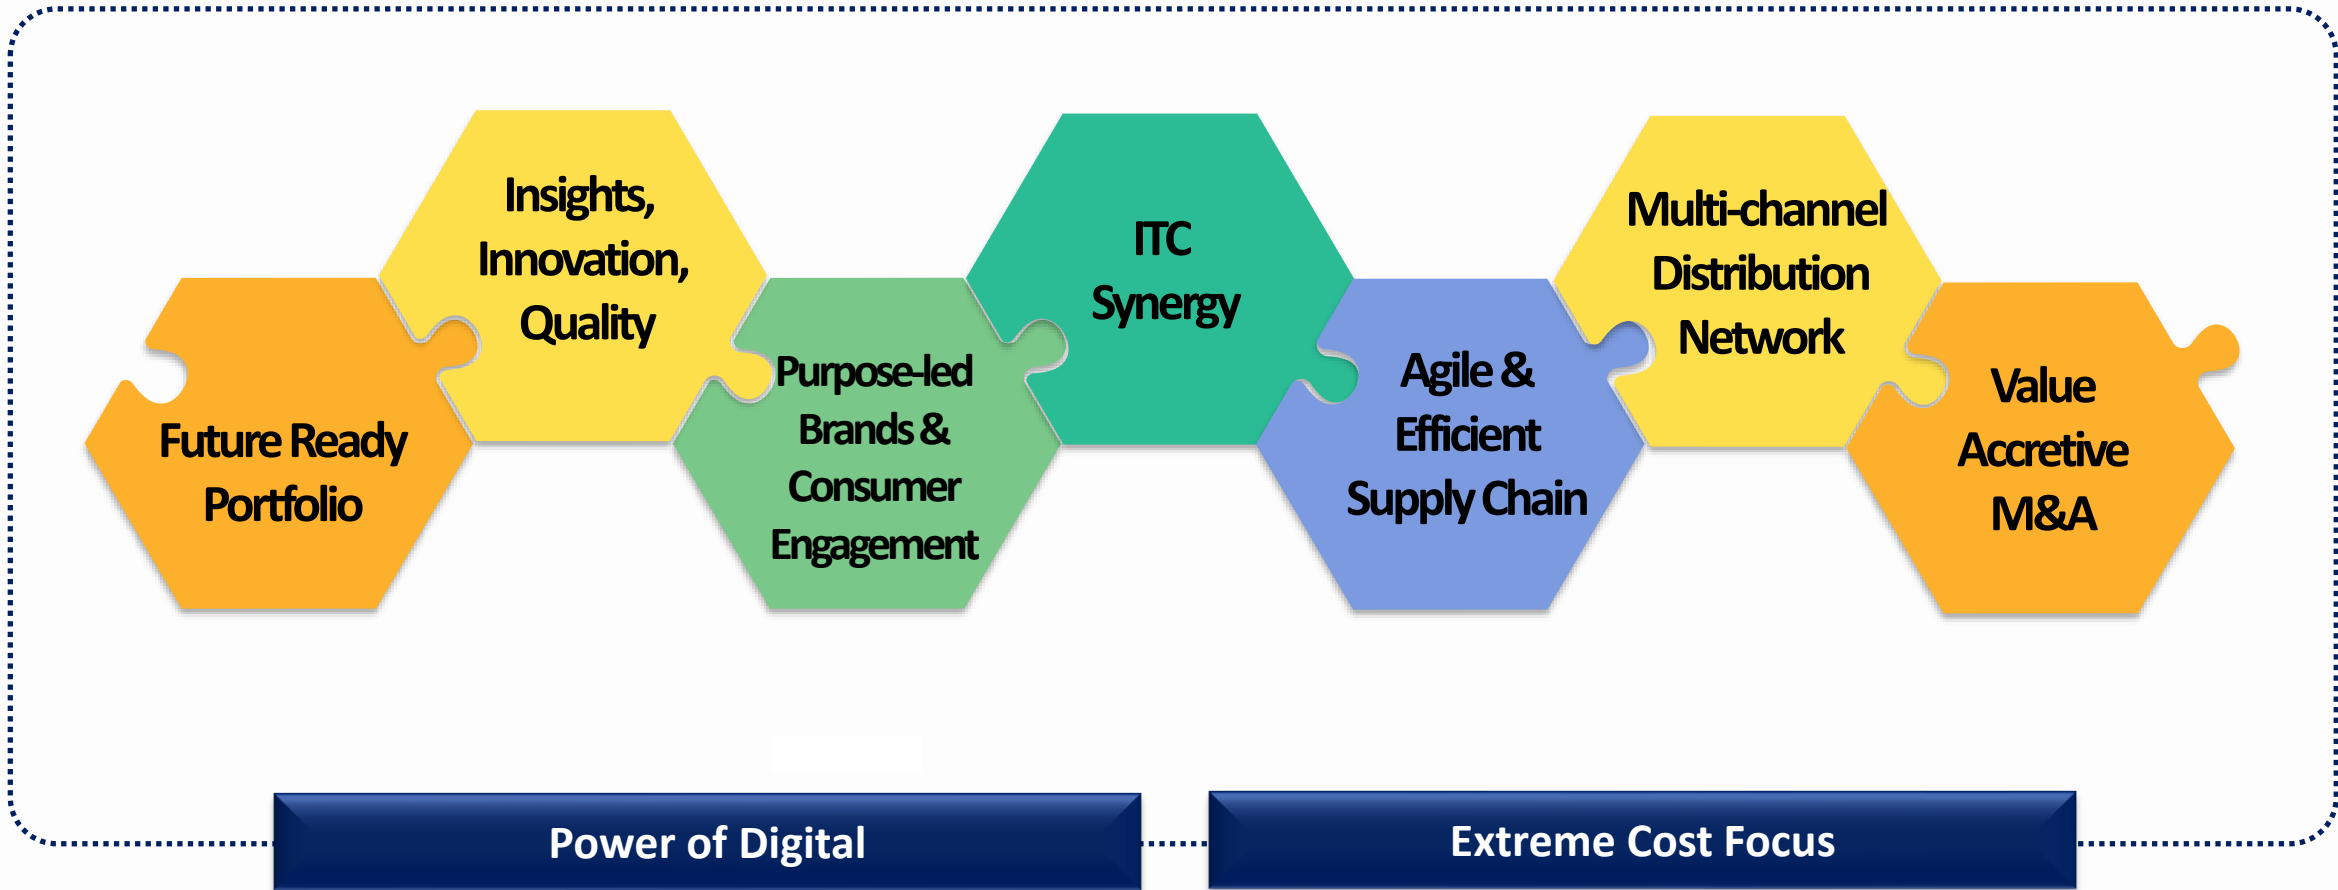 Future Ready
Portfolio
Insights,
Innovation,
Quality
Purpose-led
Brands &
Consumer
Engagement
ITC
Synergy
Agile &
Efficient
Supply Chain
Multi-channel
Distribution
Network
Value
Accretive
M&A
Power of Digital
Extreme Cost Focus